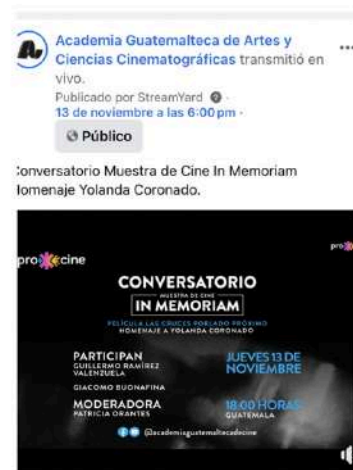 Academia Guatemalteca de Artes y
Ciencias Cinematográficas transmitió en
vivo.
Publicado por StreamYard
13 de noviembre a las 6:00 pm ·
Público
Conversatorio Muestra de Cine In Memoriam
Homenaje Yolanda Coronado.
pro cine
pro
CONVERSATORIO
MUESTRA DE CINE
IN MEMORIAM
PELÍCULA LAS CRUCES POBLADO PRÓXIMO
HOMENAJE A YOLANDA CORONADO
PARTICIPAN
GUILLERMO RAMÍREZ
VALENZUELA
GIACOMO BUONAFINA
MODERADORA
PATRICIA ORANTES
JUEVES 13 DE
NOVIEMBRE
18:00 HORAS
GUATEMALA
@academiaguatemaltecadecine